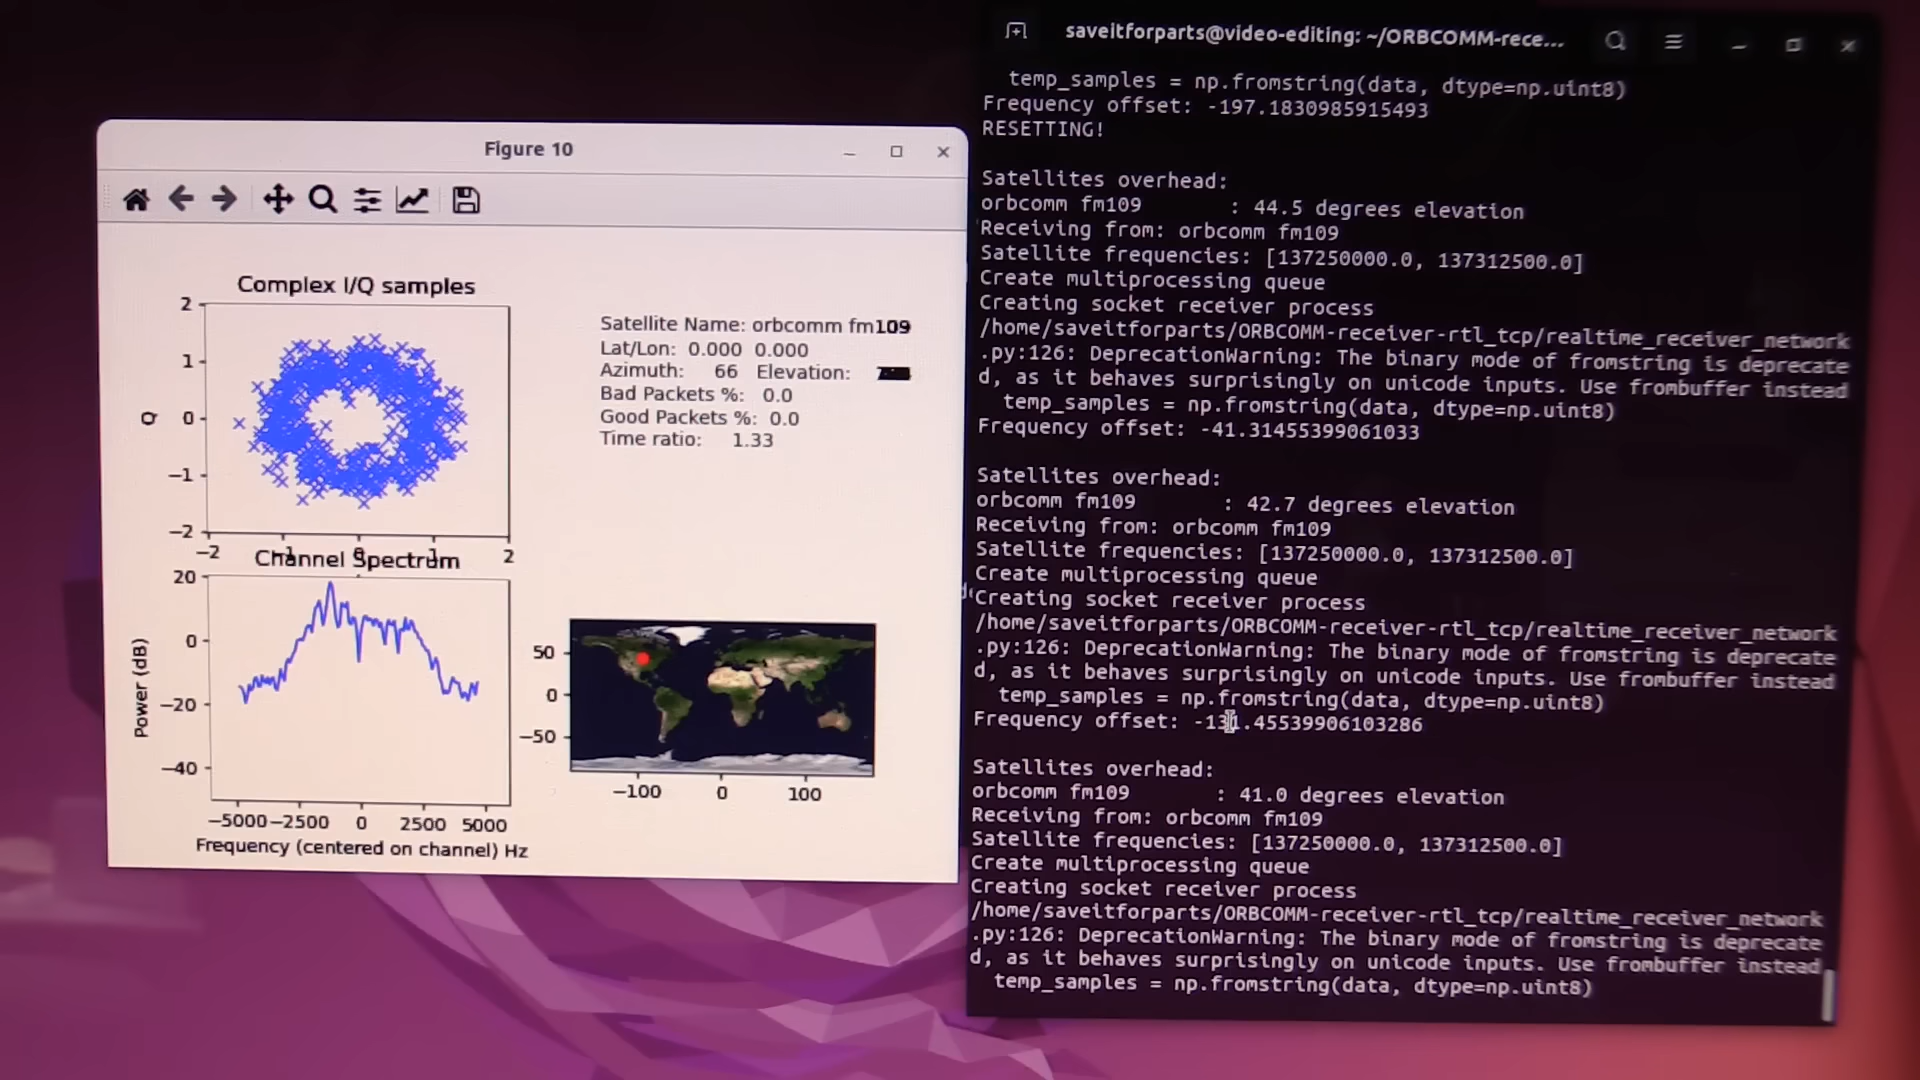 Figure 10
Complex I/Q samples
2
1
0
−1
−2
Q
−2 −1 0 1 2
Channel Spectrum
20
0
−20
−40
Power (dB)
−5000 −2500 0 2500 5000
Frequency (centered on channel) Hz
Satellite Name: orbcomm fm109
Lat/Lon: 0.000 0.000
Azimuth: 66 Elevation:
Bad Packets %: 0.0
Good Packets %: 0.0
Time ratio: 1.33
50
0
−50
−100 0 100
saveitforparts@video-editing: ~/ORBCOMM-rece...
temp_samples = np.fromstring(data, dtype=np.uint8)
Frequency offset: -197.1830985915493
RESETTING!
Satellites overhead:
orbcomm fm109 : 44.5 degrees elevation
Receiving from: orbcomm fm109
Satellite frequencies: [137250000.0, 137312500.0]
Create multiprocessing queue
Creating socket receiver process
/home/saveitforparts/ORBCOMM-receiver-rtl_tcp/realtime_receiver_network
.py:126: DeprecationWarning: The binary mode of fromstring is deprecate
d, as it behaves surprisingly on unicode inputs. Use frombuffer instead
temp_samples = np.fromstring(data, dtype=np.uint8)
Frequency offset: -41.31455399061033
Satellites overhead:
orbcomm fm109 : 42.7 degrees elevation
Receiving from: orbcomm fm109
Satellite frequencies: [137250000.0, 137312500.0]
Create multiprocessing queue
Creating socket receiver process
/home/saveitforparts/ORBCOMM-receiver-rtl_tcp/realtime_receiver_network
.py:126: DeprecationWarning: The binary mode of fromstring is deprecate
d, as it behaves surprisingly on unicode inputs. Use frombuffer instead
temp_samples = np.fromstring(data, dtype=np.uint8)
Frequency offset: -131.45539906103286
Satellites overhead:
orbcomm fm109 : 41.0 degrees elevation
Receiving from: orbcomm fm109
Satellite frequencies: [137250000.0, 137312500.0]
Create multiprocessing queue
Creating socket receiver process
/home/saveitforparts/ORBCOMM-receiver-rtl_tcp/realtime_receiver_network
.py:126: DeprecationWarning: The binary mode of fromstring is deprecate
d, as it behaves surprisingly on unicode inputs. Use frombuffer instead
temp_samples = np.fromstring(data, dtype=np.uint8)